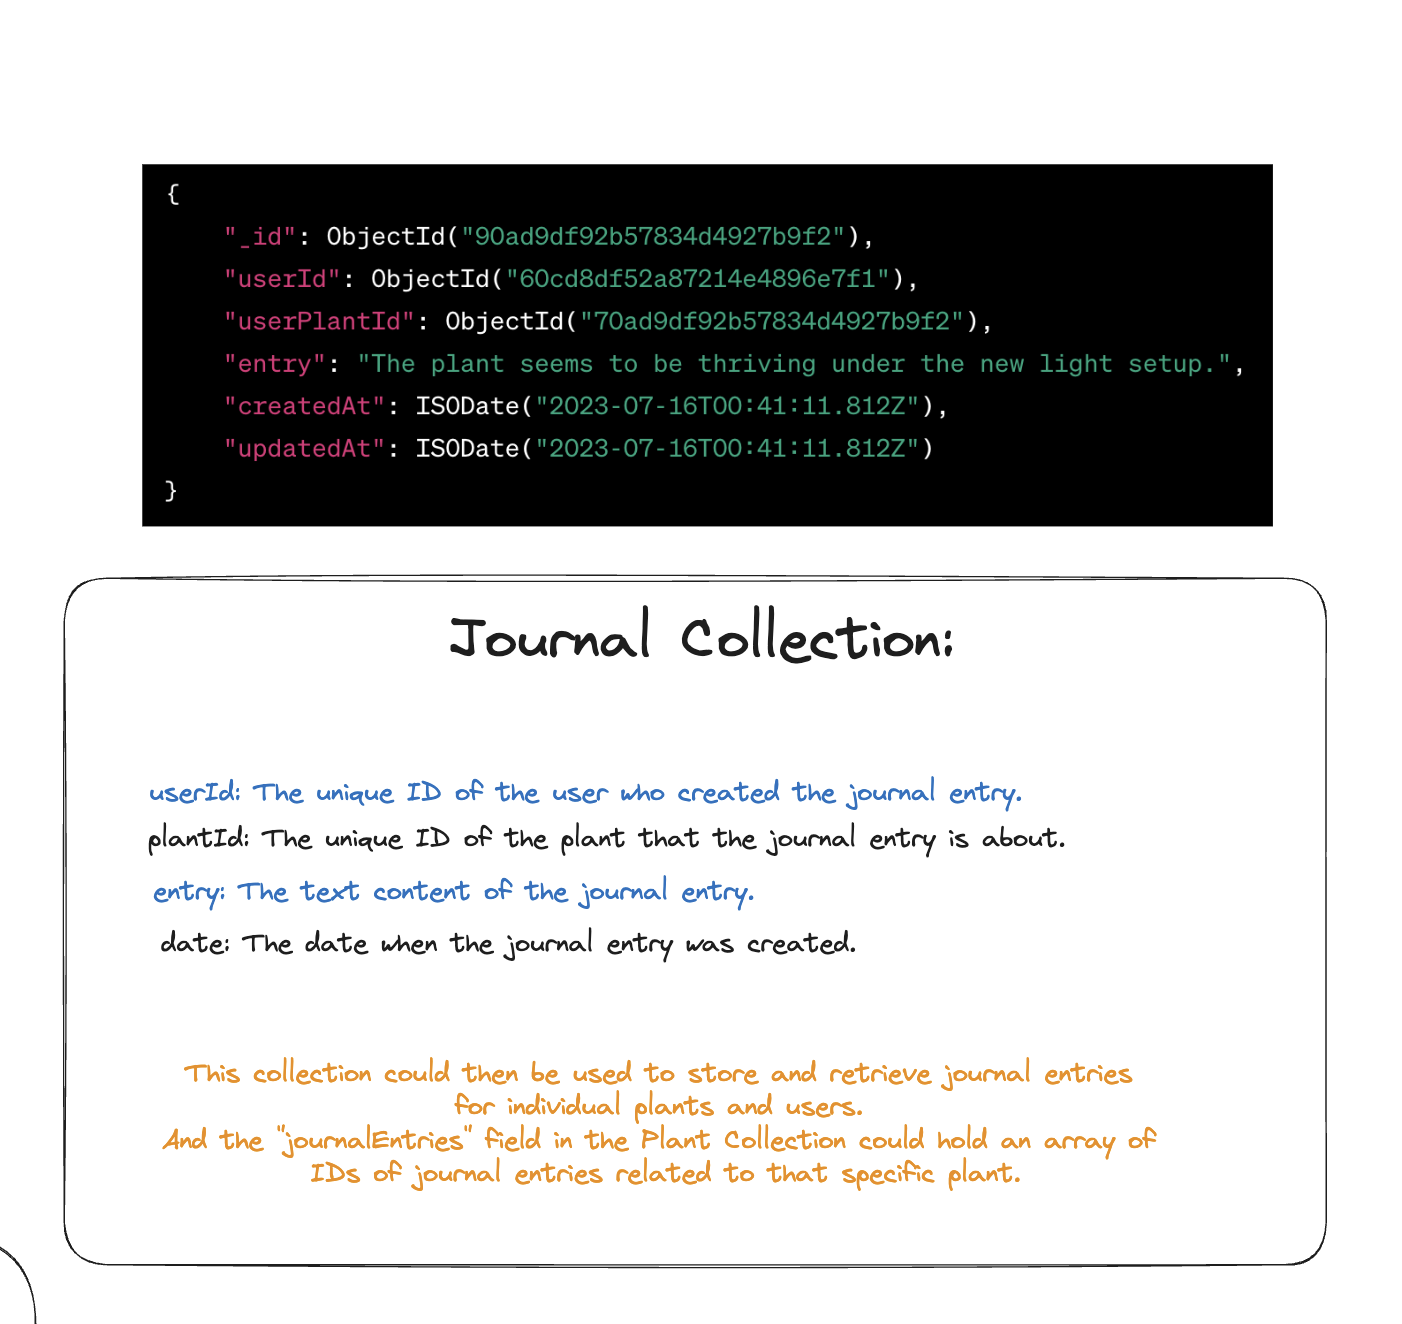 {
"_id": ObjectId("90ad9df92b57834d4927b9f2"),
"userId": ObjectId("60cd8df52a87214e4896e7f1"),
"userPlantId": ObjectId("70ad9df92b57834d4927b9f2"),
"entry": "The plant seems to be thriving under the new light setup.",
"createdAt": ISODate("2023-07-16T00:41:11.812Z"),
"updatedAt": ISODate("2023-07-16T00:41:11.812Z")
}
Journal Collection:
userId: The unique ID of the user who created the journal entry.
plantId: The unique ID of the plant that the journal entry is about.
entry: The text content of the journal entry.
date: The date when the journal entry was created.
This collection could then be used to store and retrieve journal entries
for individual plants and users.
And the "journalEntries" field in the Plant Collection could hold an array of
IDs of journal entries related to that specific plant.